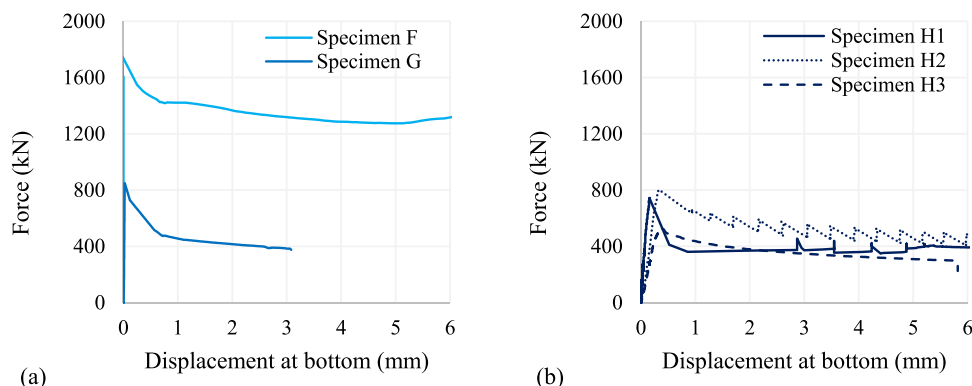 2000
1600
1200
800
400
0
Force (kN)
Specimen F
Specimen G
0 1 2 3 4 5 6
Displacement at bottom (mm)
(a)
2000
1600
1200
800
400
0
Force (kN)
Specimen H1
Specimen H2
Specimen H3
0 1 2 3 4 5 6
Displacement at bottom (mm)
(b)